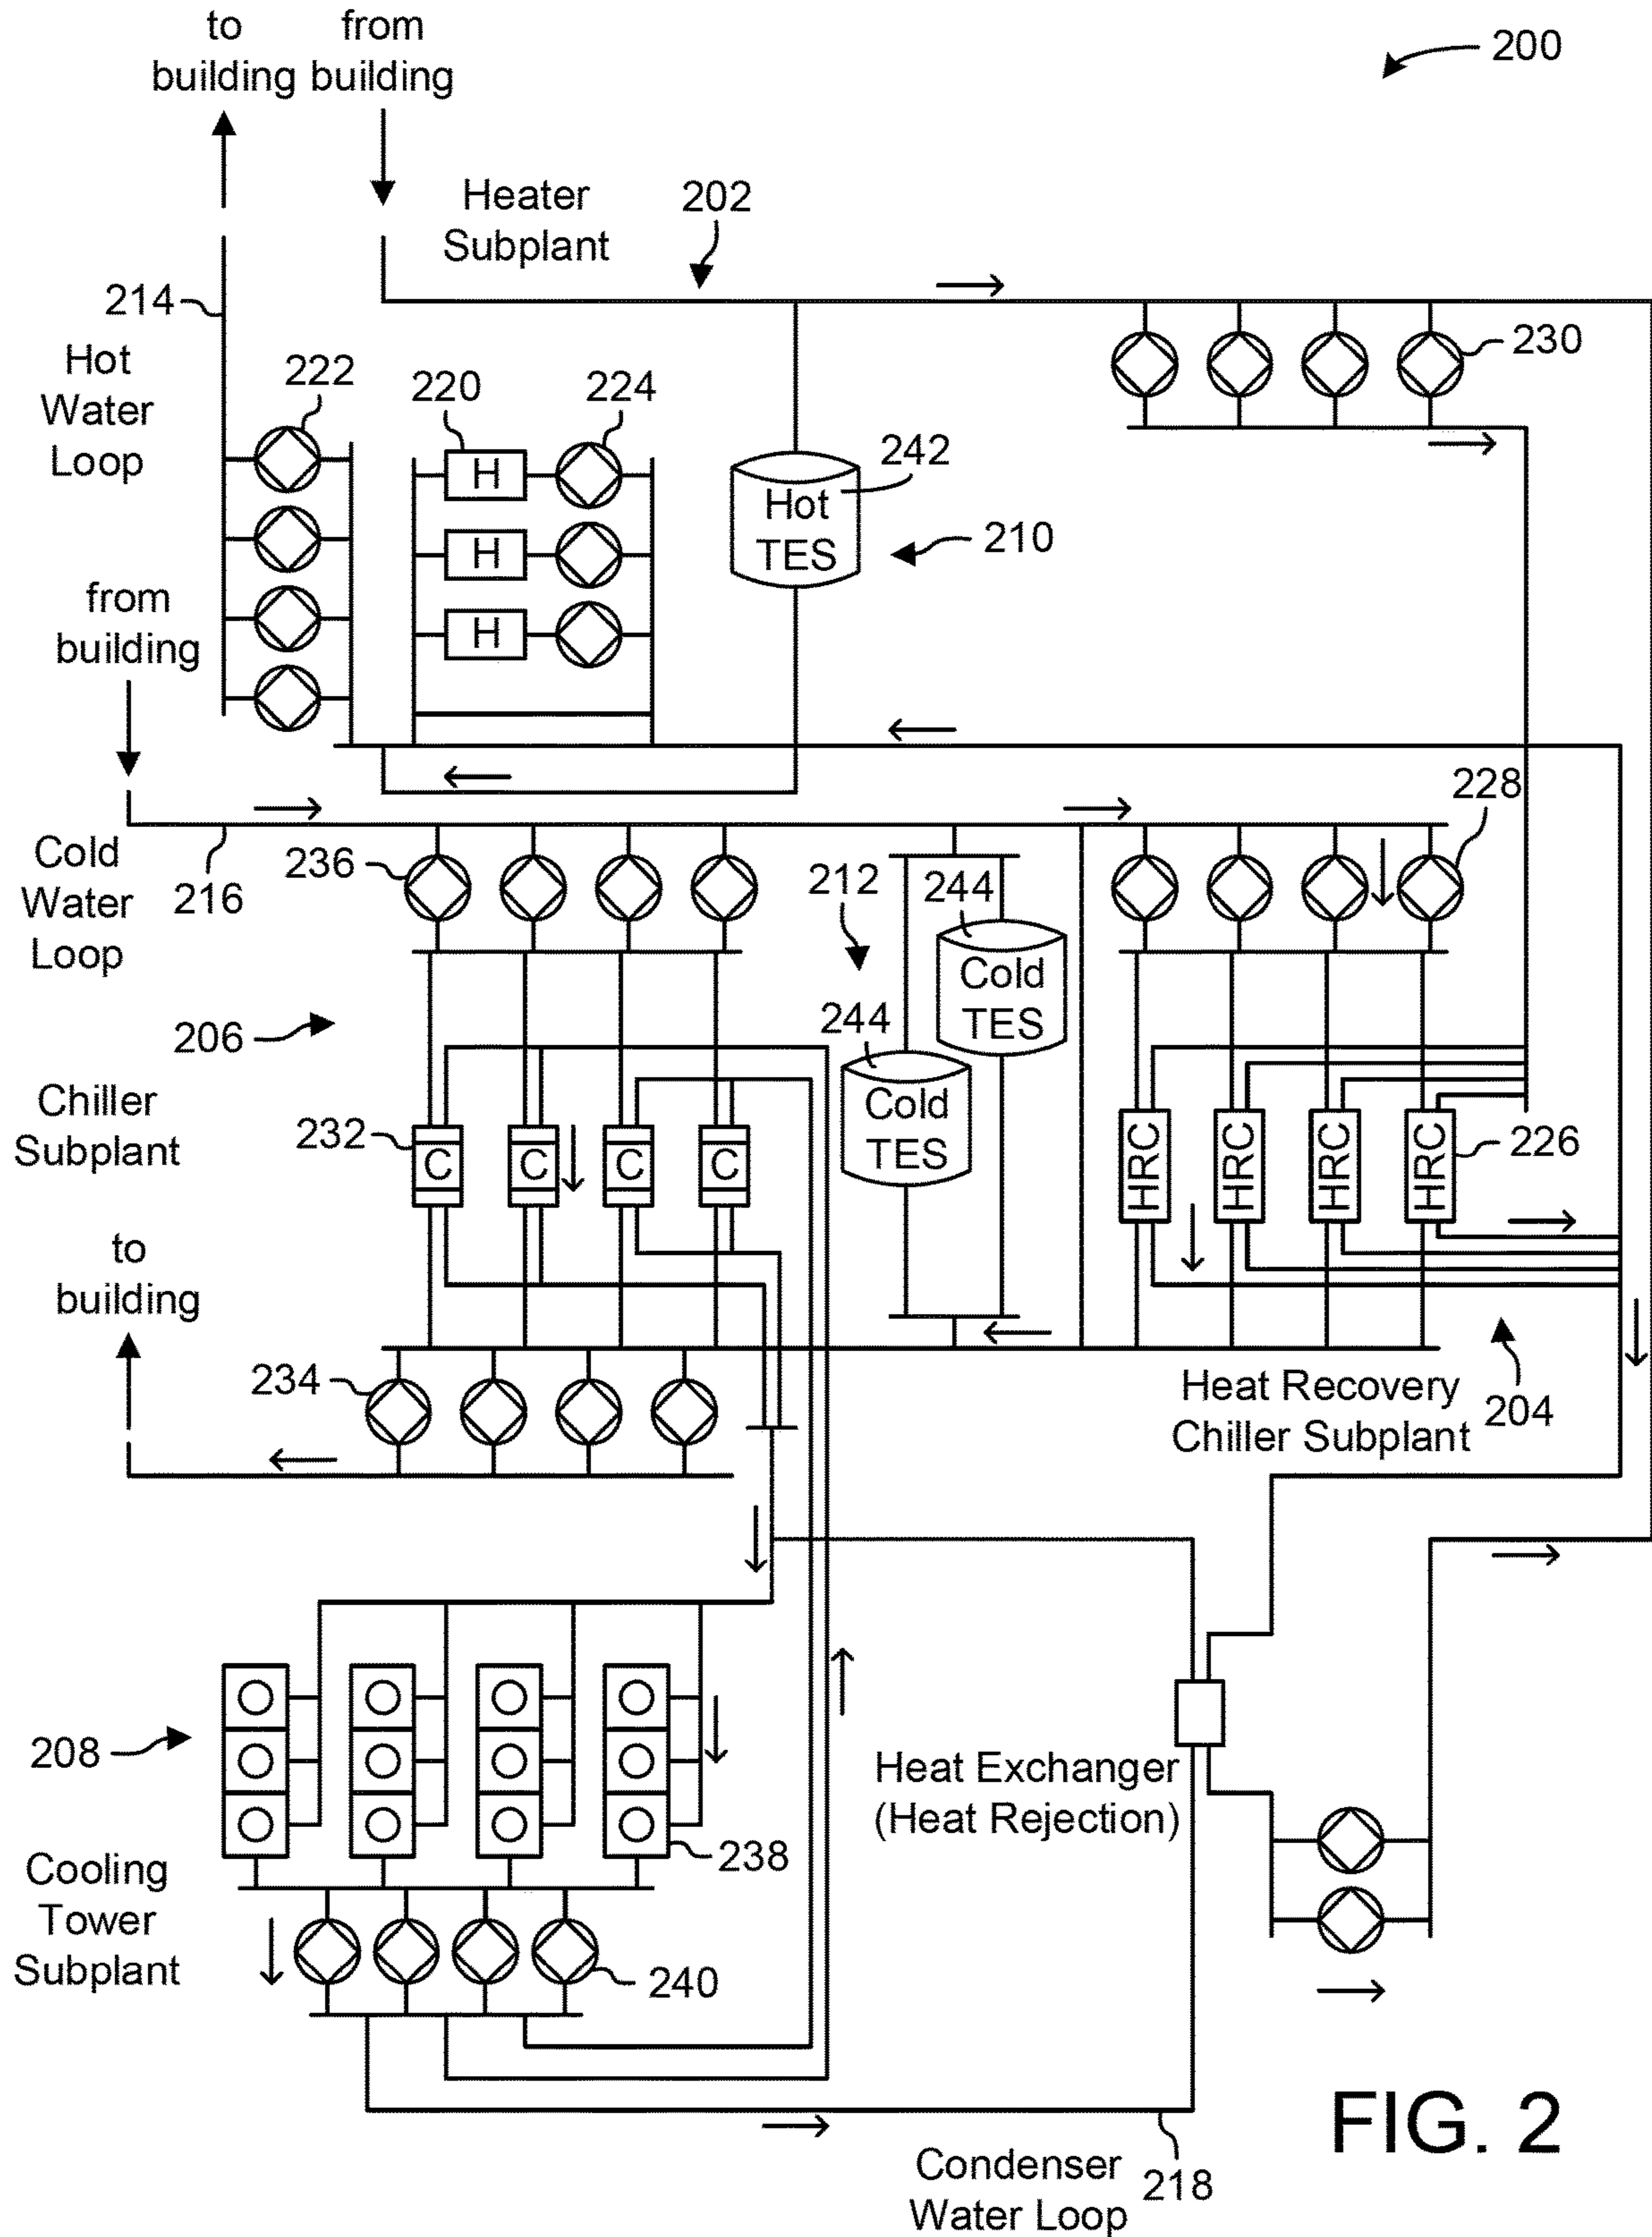 to
building
from
building
200
Heater
Subplant
202
214
Hot
Water
Loop
222
220
224
230
H
H
H
Hot
TES
242
210
from
building
228
Cold
Water
Loop
216
236
212
244
Cold
TES
244
Cold
TES
206
Chiller
Subplant
232
C
C
C
C
HRC
HRC
HRC
HRC
226
to
building
234
Heat Recovery
Chiller Subplant
204
208
Heat Exchanger
(Heat Rejection)
238
Cooling
Tower
Subplant
240
Condenser
Water Loop
218
FIG. 2